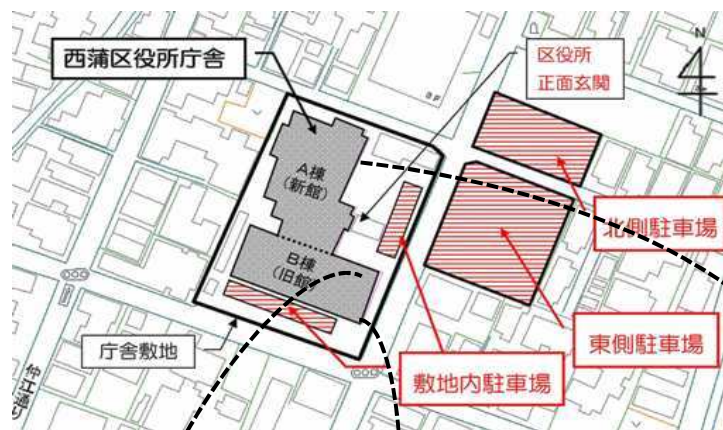 西蒲区役所庁舎
区役所
正面玄関
N
A棟
(新館)
B棟
(旧館)
北側駐車場
東側駐車場
敷地内駐車場
庁舎敷地
仲江通り